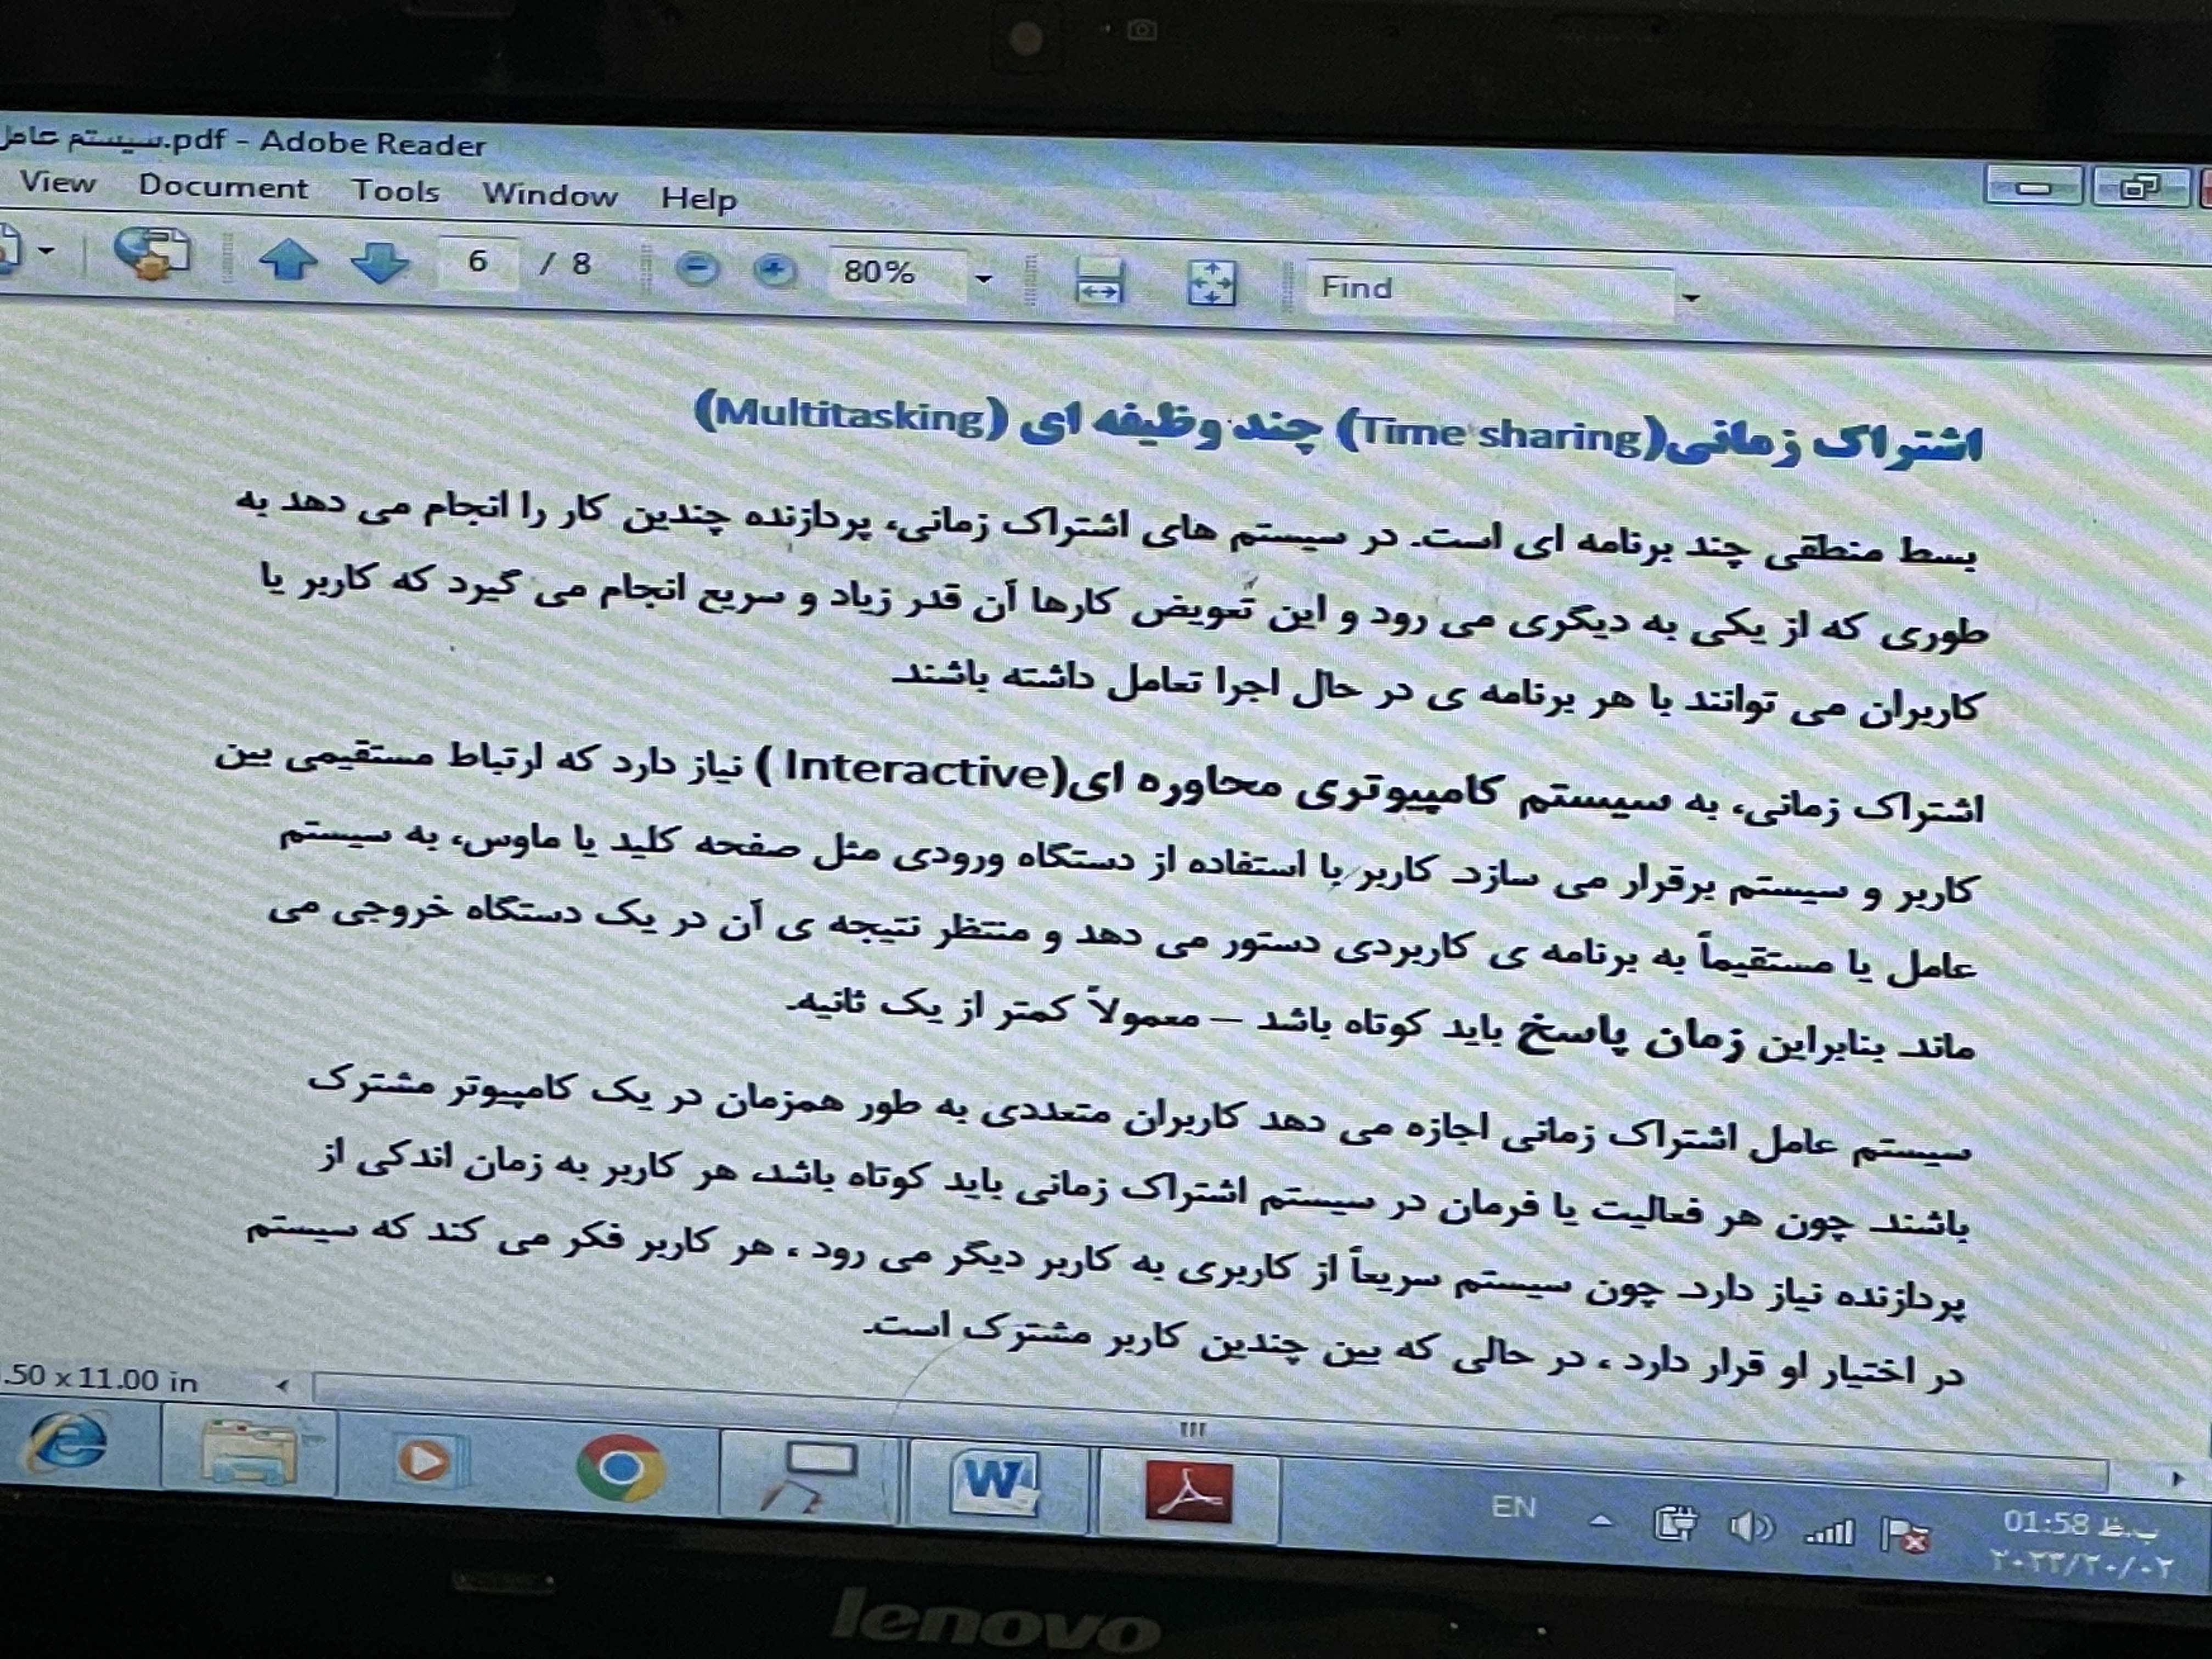 سیستم عامل.pdf - Adobe Reader
View Document Tools Window Help
6 / 8 80% Find
اشتراک زمانی(Time sharing) چند وظیفه ای (Multitasking)
بسط منطقی چند برنامه ای است. در سیستم های اشتراک زمانی، پردازنده چندین کار را انجام می دهد به
طوری که از یکی به دیگری می رود و این تعویض کارها آن قدر زیاد و سریع انجام می گیرد که کاربر یا
کاربران می توانند با هر برنامه ی در حال اجرا تعامل داشته باشند.
اشتراک زمانی، به سیستم کامپیوتری محاوره ای(Interactive ) نیاز دارد که ارتباط مستقیمی بین
کاربر و سیستم برقرار می سازد. کاربر با استفاده از دستگاه ورودی مثل صفحه کلید یا ماوس، به سیستم
عامل یا مستقیماً به برنامه ی کاربردی دستور می دهد و منتظر نتیجه ی آن در یک دستگاه خروجی می
ماند. بنابراین زمان پاسخ باید کوتاه باشد – معمولاً کمتر از یک ثانیه.
سیستم عامل اشتراک زمانی اجازه می دهد کاربران متعددی به طور همزمان در یک کامپیوتر مشترک
باشند. چون هر فعالیت یا فرمان در سیستم اشتراک زمانی باید کوتاه باشد، هر کاربر به زمان اندکی از
پردازنده نیاز دارد. چون سیستم سریعاً از کاربری به کاربر دیگر می رود ، هر کاربر فکر می کند که سیستم
در اختیار او قرار دارد ، در حالی که بین چندین کاربر مشترک است.
.50 x 11.00 in
EN 01:58 ب.ظ
۲۰۲۳/۲۰/۰۲
lenovo